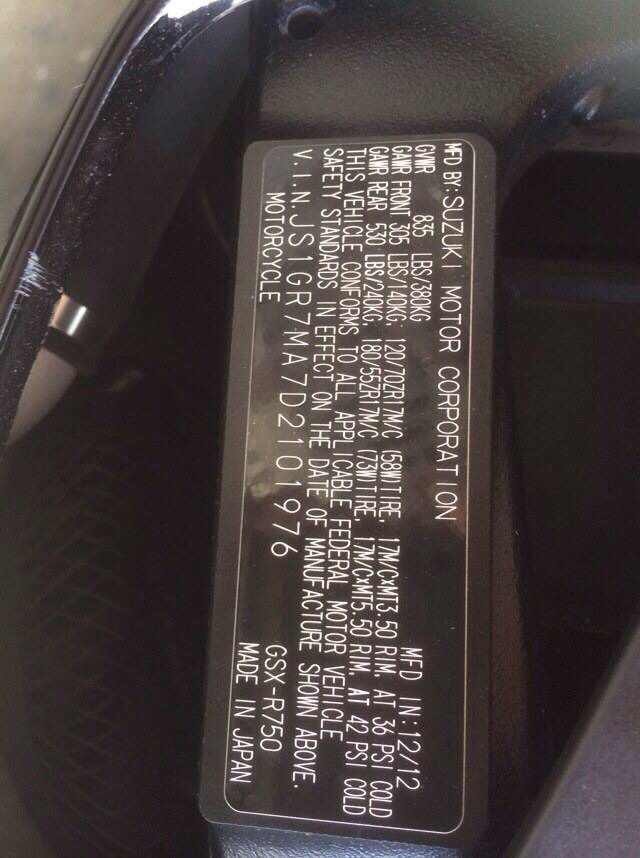 MFD BY:SUZUKI MOTOR CORPORATION MFD IN:12/12
GVWR 835 LBS/380KG
GAWR FRONT 305 LBS/140KG: 120/70ZR17M/C (58W)TIRE, 17M/CxMT3.50 RIM. AT 36 PSI COLD
GAWR REAR 530 LBS/240KG: 180/55ZR17M/C (73W)TIRE, 17M/CxMT5.50 RIM. AT 42 PSI COLD
THIS VEHICLE CONFORMS TO ALL APPLICABLE FEDERAL MOTOR VEHICLE
SAFETY STANDARDS IN EFFECT ON THE DATE OF MANUFACTURE SHOWN ABOVE.
V.I.N.JS1GR7MA7D2101976 GSX-R750
MOTORCYCLE MADE IN JAPAN